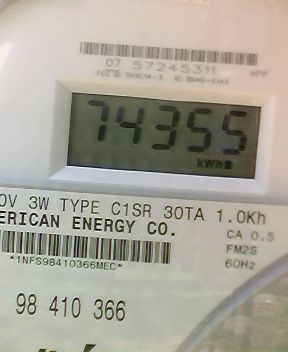 07 57245311
74355
kWh
0V 3W TYPE C1SR 30TA 1.0Kh
ERICAN ENERGY CO.
CA 0.5
FM2S
*1NFS98410366MEC*
60Hz
98 410 366